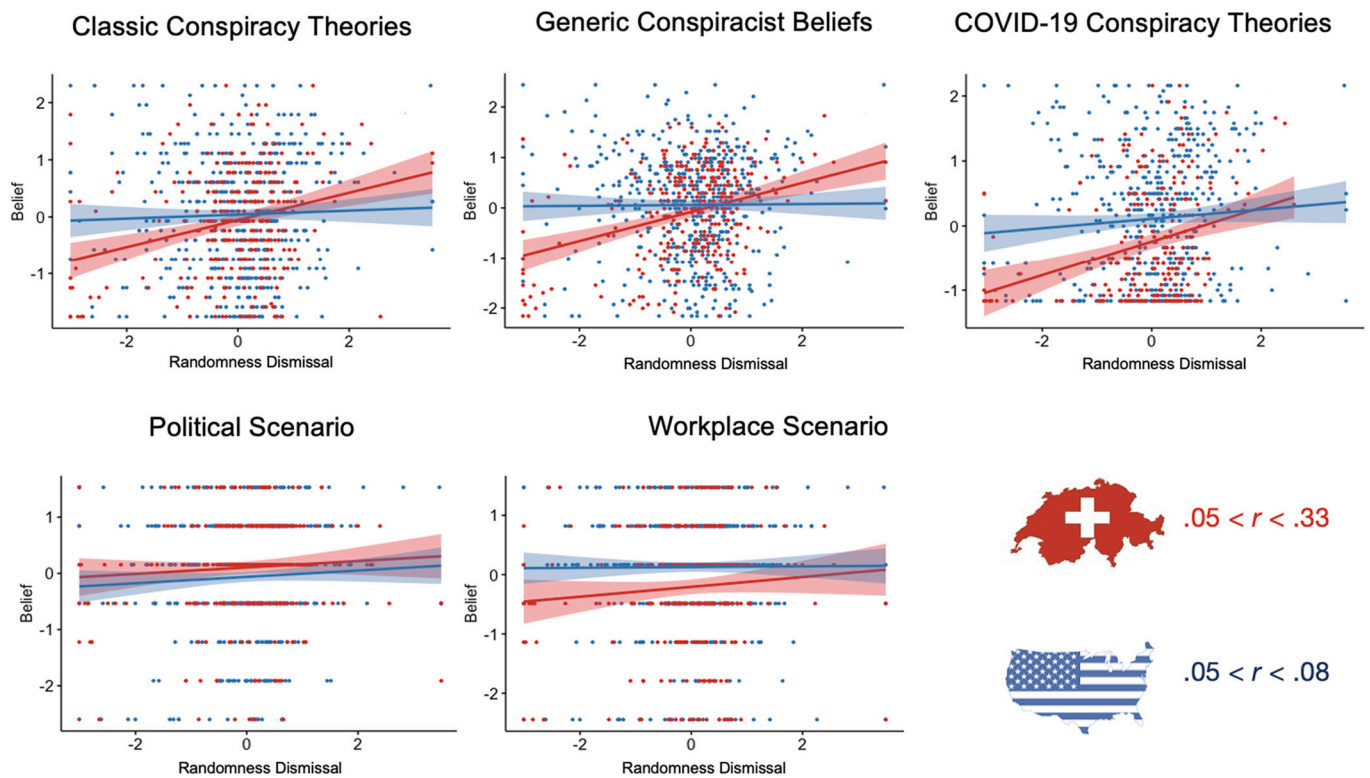 Classic Conspiracy Theories
Generic Conspiracist Beliefs
COVID-19 Conspiracy Theories
Belief
2
1
0
-1
-2
0
2
Randomness Dismissal
Belief
2
1
0
-1
-2
-2
0
2
Randomness Dismissal
Belief
2
1
0
-1
-2
0
2
Randomness Dismissal
Political Scenario
Workplace Scenario
Belief
1
0
-1
-2
-2
0
2
Randomness Dismissal
Belief
1
0
-1
-2
-2
0
2
Randomness Dismissal
.05 < r < .33
.05 < r < .08